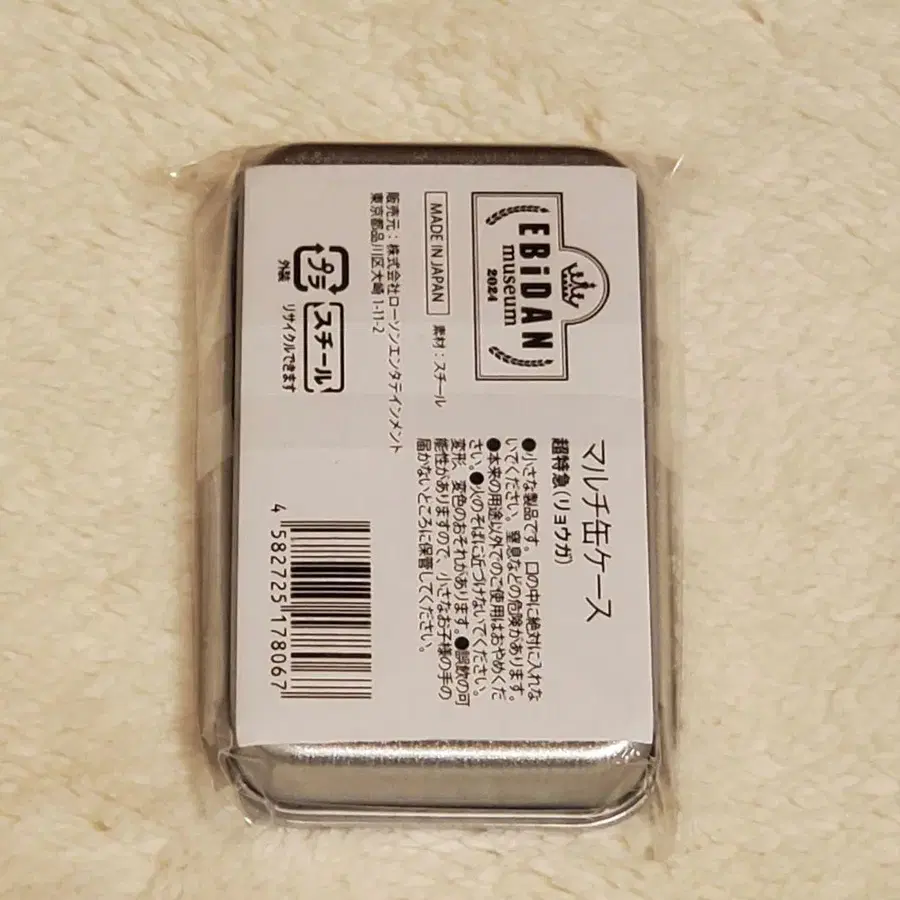 EBiDAN
museum
2024
MADE IN JAPAN
素材：スチール
販売元：株式会社ローソンエンタテインメント
東京都品川区大崎1-11-2
プラ
外装
スチール
リサイクルできます
マルチ缶ケース
超特急(リョウガ)
●小さな製品です。口の中に絶対に入れな
いでください。窒息などの危険があります。
●本来の用途以外でのご使用はおやめくだ
さい。●火のそばに近づけないでください。
変形、変色のおそれがあります。●誤飲の可
能性がありますので、小さなお子様の手の
届かないところに保管してください。
4 582725 178067